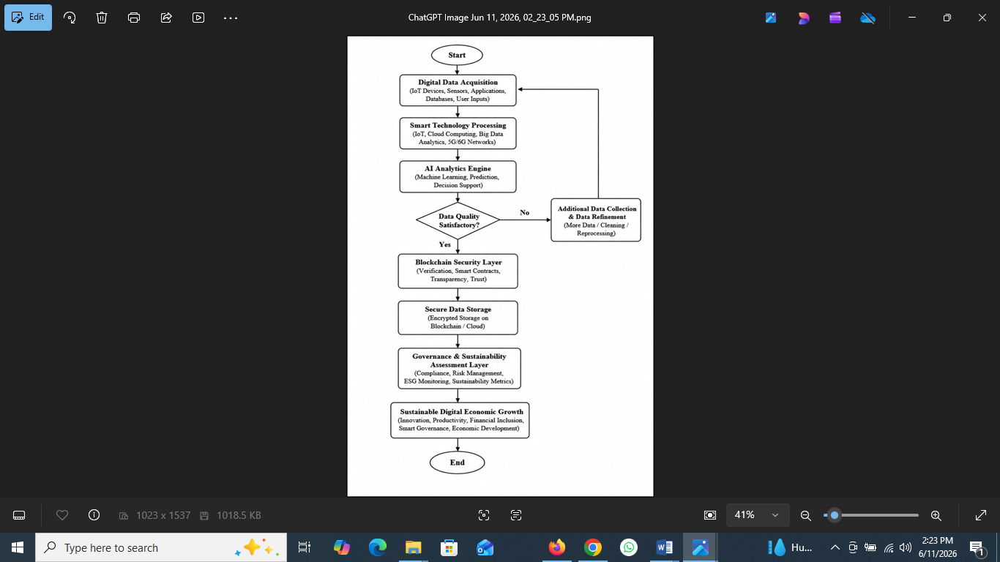 Edit
ChatGPT Image Jun 11, 2026, 02_23_05 PM.png
Start
Digital Data Acquisition
(IoT Devices, Sensors, Applications,
Databases, User Inputs)
Smart Technology Processing
(IoT, Cloud Computing, Big Data
Analytics, 5G/6G Networks)
AI Analytics Engine
(Machine Learning, Prediction,
Decision Support)
Data Quality
Satisfactory?
No
Additional Data Collection
& Data Refinement
(More Data / Cleaning /
Reprocessing)
Yes
Blockchain Security Layer
(Verification, Smart Contracts,
Transparency, Trust)
Secure Data Storage
(Encrypted Storage on
Blockchain / Cloud)
Governance & Sustainability
Assessment Layer
(Compliance, Risk Management,
ESG Monitoring, Sustainability Metrics)
Sustainable Digital Economic Growth
(Innovation, Productivity, Financial Inclusion,
Smart Governance, Economic Development)
End
1023 x 1537
1018.5 KB
41%
Type here to search
Hu...
2:23 PM
6/11/2026
1